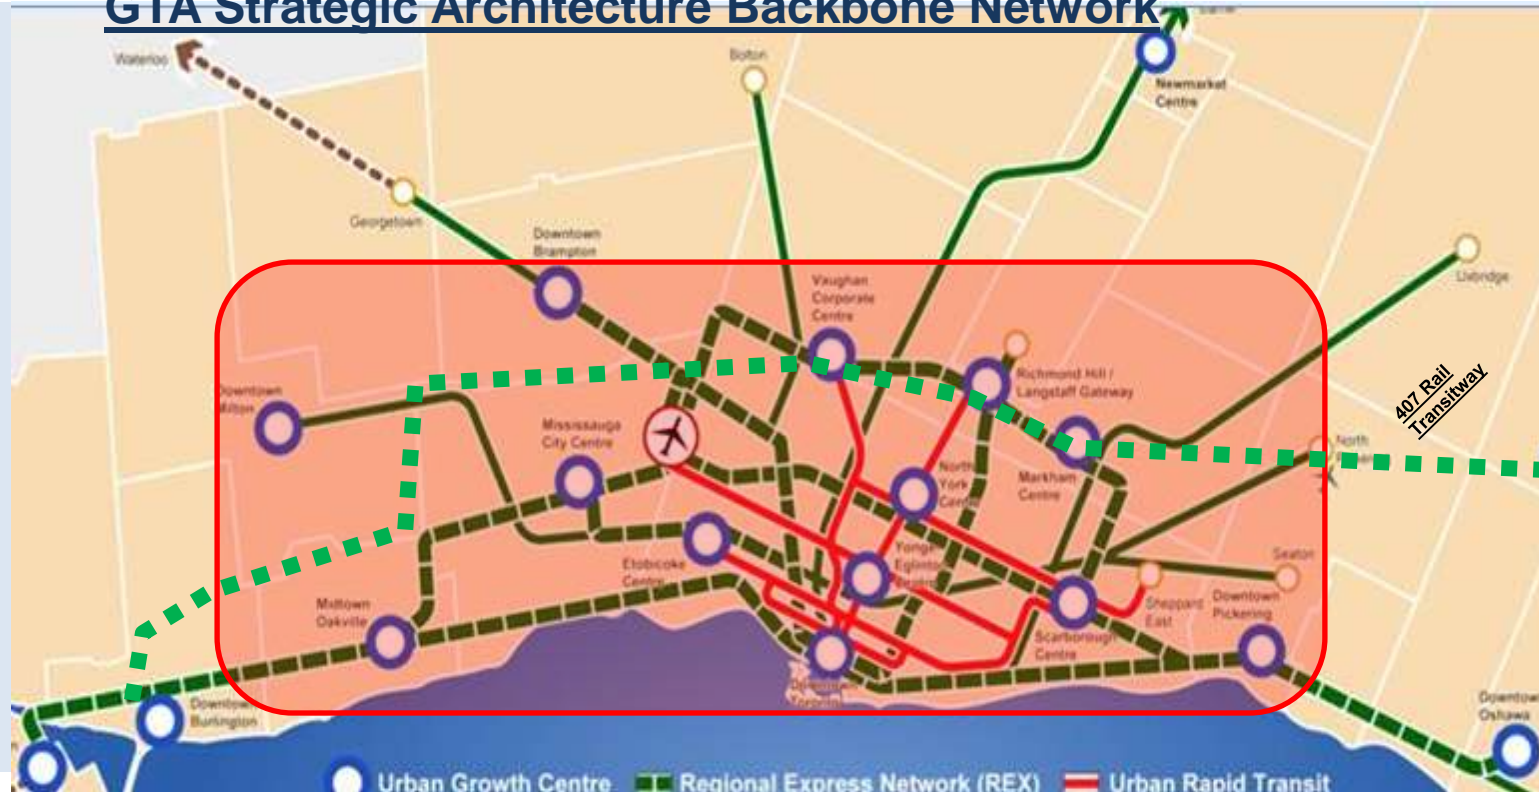 GTA Strategic Architecture Backbone Network
Waterloo
Bolton
Newmarket
Centre
Georgetown
Downtown
Brampton
Uxbridge
Vaughan
Corporate
Centre
Richmond Hill /
Langstaff Gateway
407 Rail
Transitway
Downtown
Milton
Mississauga
City Centre
North
York
Centre
Markham
Centre
North
Etobicoke
Centre
Yonge
Eglinton
Centre
Seaton
Midtown
Oakville
Sheppard
East
Downtown
Pickering
Scarborough
Centre
Downtown
Toronto
Downtown
Burlington
Downtow
Oshawa
Urban Growth Centre
Regional Express Network (REX)
Urban Rapid Transit